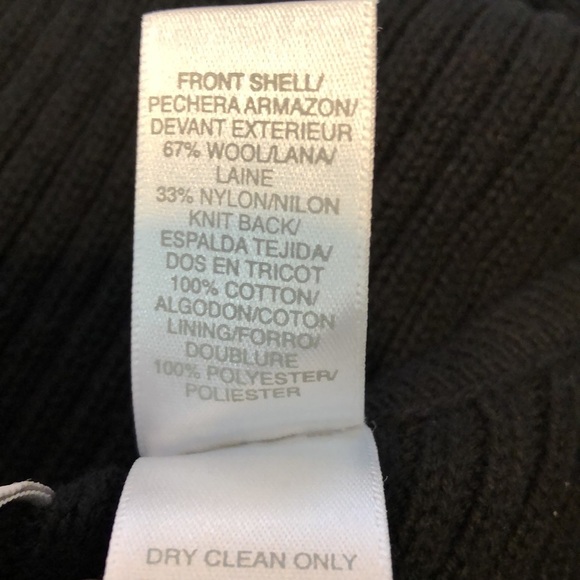 FRONT SHELL/
PECHERA ARMAZON/
DEVANT EXTERIEUR
67% WOOL/LANA/
LAINE
33% NYLON/NILON
KNIT BACK/
ESPALDA TEJIDA/
DOS EN TRICOT
100% COTTON/
ALGODON/COTON
LINING/FORRO/
DOUBLURE
100% POLYESTER/
POLIESTER
DRY CLEAN ONLY